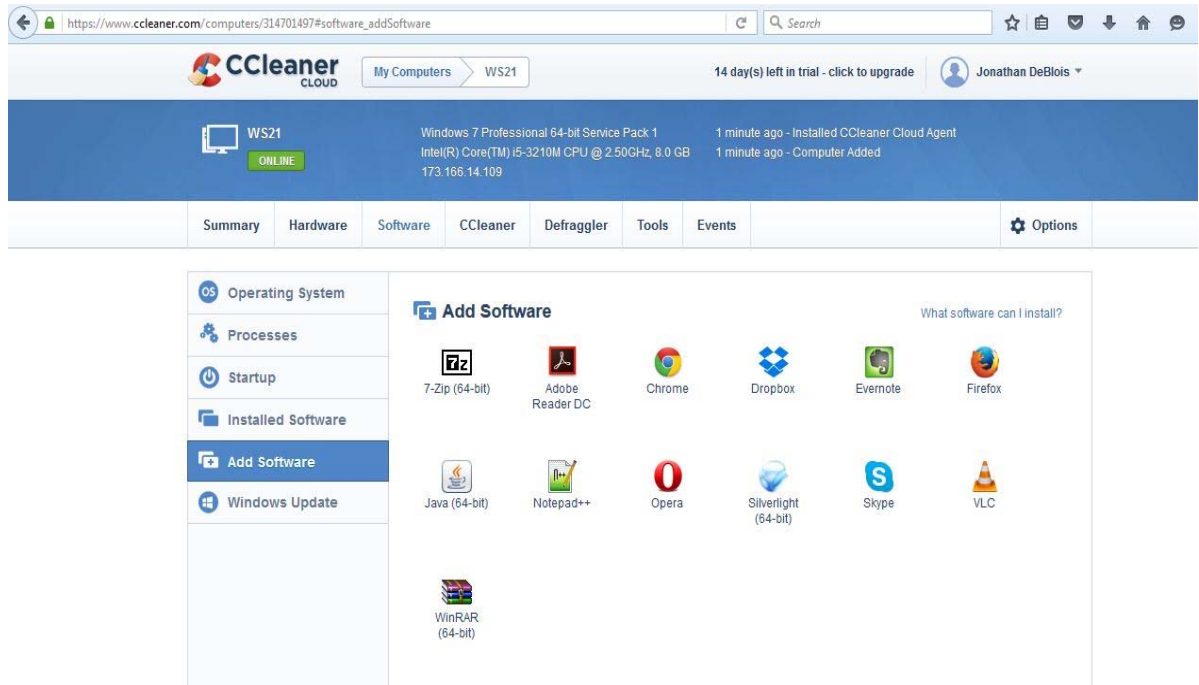 https://www.ccleaner.com/computers/314701497#software_addSoftware
Search
CCleaner
CLOUD
My Computers
WS21
14 day(s) left in trial - click to upgrade
Jonathan DeBlois
WS21
ONLINE
Windows 7 Professional 64-bit Service Pack 1
Intel(R) Core(TM) i5-3210M CPU @ 2.50GHz, 8.0 GB
173.166.14.109
1 minute ago - Installed CCleaner Cloud Agent
1 minute ago - Computer Added
Summary
Hardware
Software
CCleaner
Defraggler
Tools
Events
Options
OS
Operating System
Processes
Startup
Installed Software
Add Software
Windows Update
Add Software
What software can I install?
7z
7-Zip (64-bit)
Adobe
Reader DC
Chrome
Dropbox
Evernote
Firefox
Java (64-bit)
Notepad++
Opera
Silverlight
(64-bit)
S
Skype
VLC
WinRAR
(64-bit)